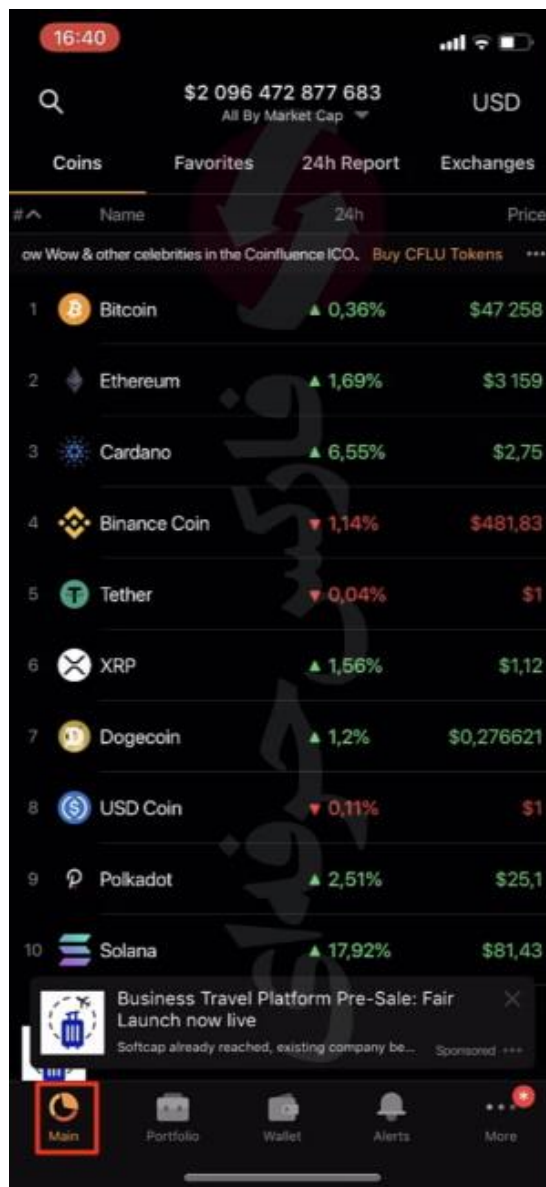 16:40
$2 096 472 877 683
USD
All By Market Cap
Coins Favorites 24h Report Exchanges
# Name 24h Price
ow Wow & other celebrities in the Coinfluence ICO. Buy CFLU Tokens ...
1 Bitcoin ▲ 0,36% $47 258
2 Ethereum ▲ 1,69% $3 159
3 Cardano ▲ 6,55% $2,75
4 Binance Coin ▼ 1,14% $481,83
5 Tether ▼ 0,04% $1
6 XRP ▲ 1,56% $1,12
7 Dogecoin ▲ 1,2% $0,276621
8 USD Coin ▼ 0,11% $1
9 Polkadot ▲ 2,51% $25,1
10 Solana ▲ 17,92% $81,43
Business Travel Platform Pre-Sale: Fair
Launch now live
Softcap already reached, existing company be... Sponsored ...
Main Portfolio Wallet Alerts More
فارکس حرفه‌ای